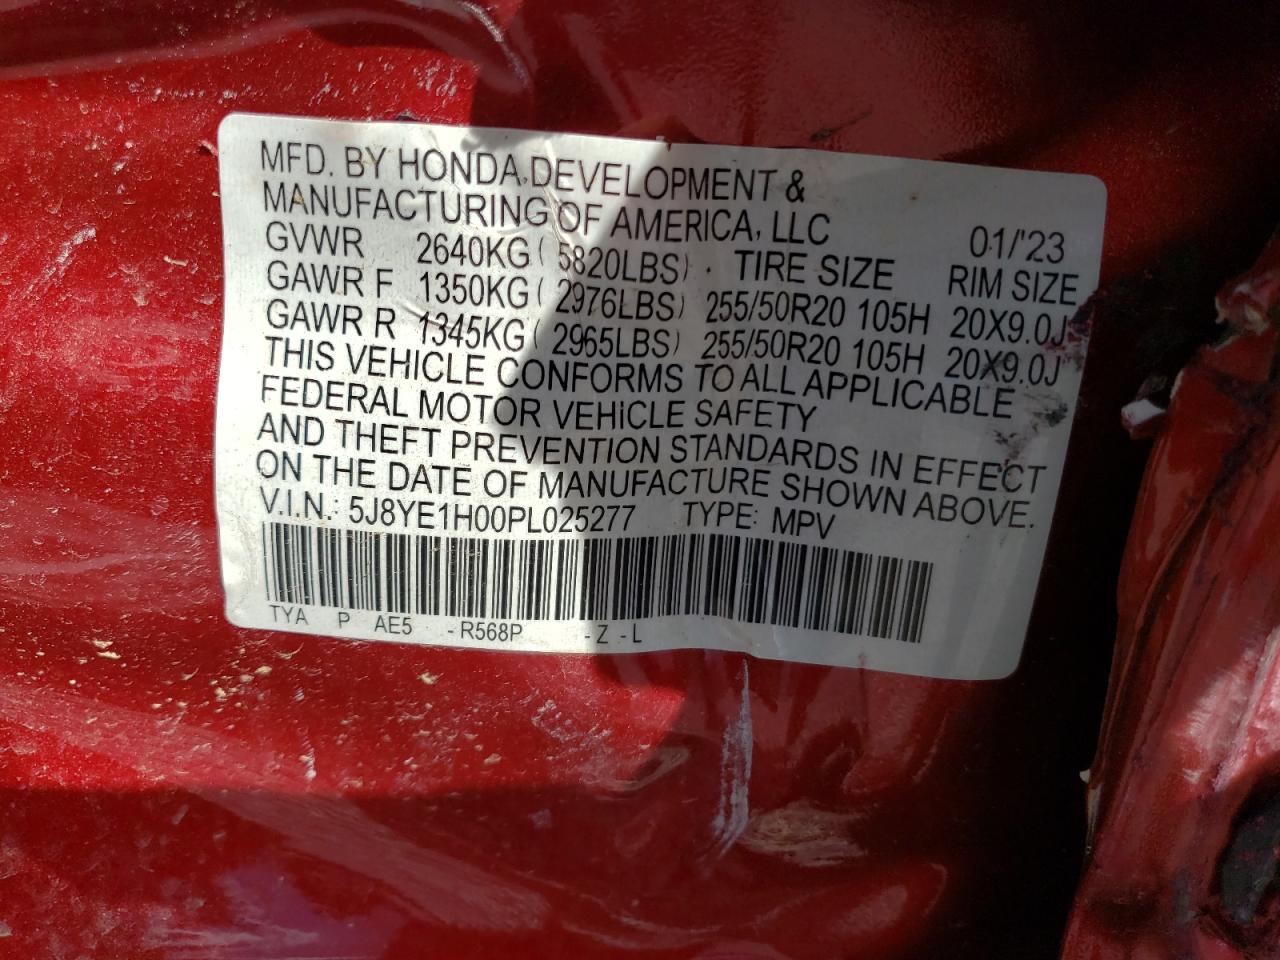 MFD. BY HONDA DEVELOPMENT &
MANUFACTURING OF AMERICA, LLC 01/'23
GVWR 2640KG ( 5820LBS) TIRE SIZE RIM SIZE
GAWR F 1350KG ( 2976LBS) 255/50R20 105H 20X9.0J
GAWR R 1345KG ( 2965LBS) 255/50R20 105H 20X9.0J
THIS VEHICLE CONFORMS TO ALL APPLICABLE
FEDERAL MOTOR VEHICLE SAFETY
AND THEFT PREVENTION STANDARDS IN EFFECT
ON THE DATE OF MANUFACTURE SHOWN ABOVE.
V.I.N.: 5J8YE1H00PL025277 TYPE: MPV
TYA P AE5 - R568P - Z - L